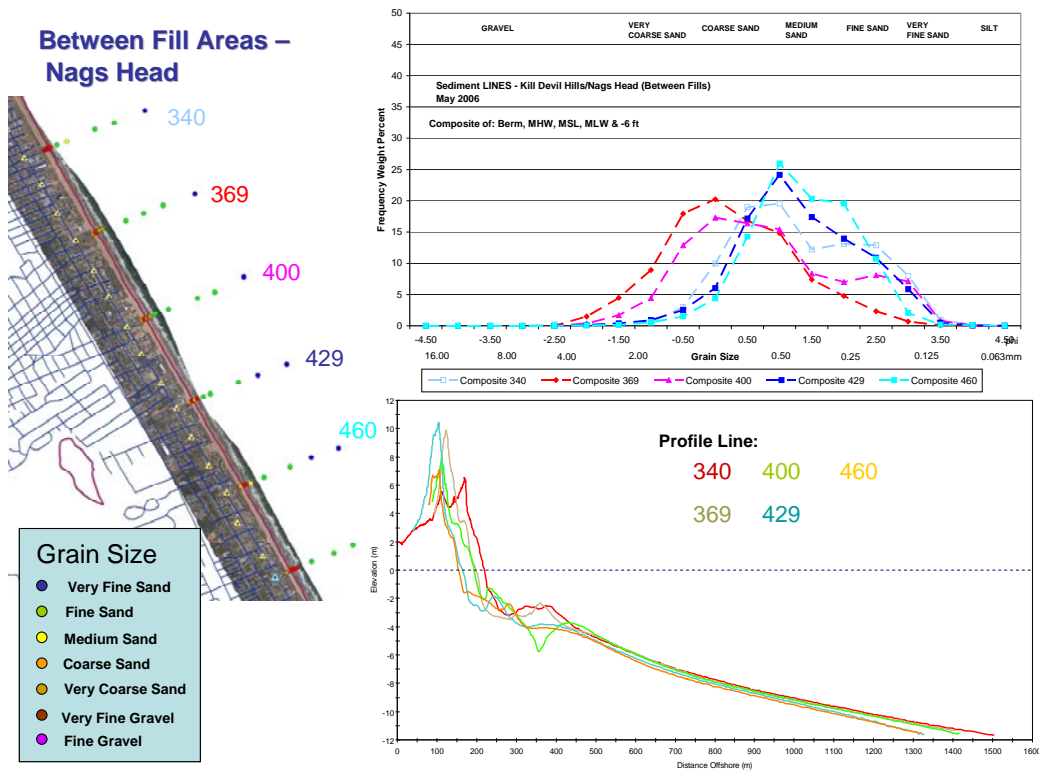 Between Fill Areas –
Nags Head
340
369
400
429
460
Grain Size
Very Fine Sand
Fine Sand
Medium Sand
Coarse Sand
Very Coarse Sand
Very Fine Gravel
Fine Gravel
50
45
40
35
30
25
20
15
10
5
0
Frequency Weight Percent
GRAVEL
VERY COARSE SAND
COARSE SAND
MEDIUM SAND
FINE SAND
VERY FINE SAND
SILT
Sediment LINES - Kill Devil Hills/Nags Head (Between Fills)
May 2006
Composite of: Berm, MHW, MSL, MLW & -6 ft
-4.50 -3.50 -2.50 -1.50 -0.50 0.50 1.50 2.50 3.50 4.50 phi
16.00 8.00 4.00 2.00 Grain Size 0.50 0.25 0.125 0.063mm
Composite 340 Composite 369 Composite 400 Composite 429 Composite 460
12
10
8
6
4
2
0
-2
-4
-6
-8
-10
-12
Elevation (m)
Profile Line:
340 400 460
369 429
0 100 200 300 400 500 600 700 800 900 1000 1100 1200 1300 1400 1500 1600
Distance Offshore (m)